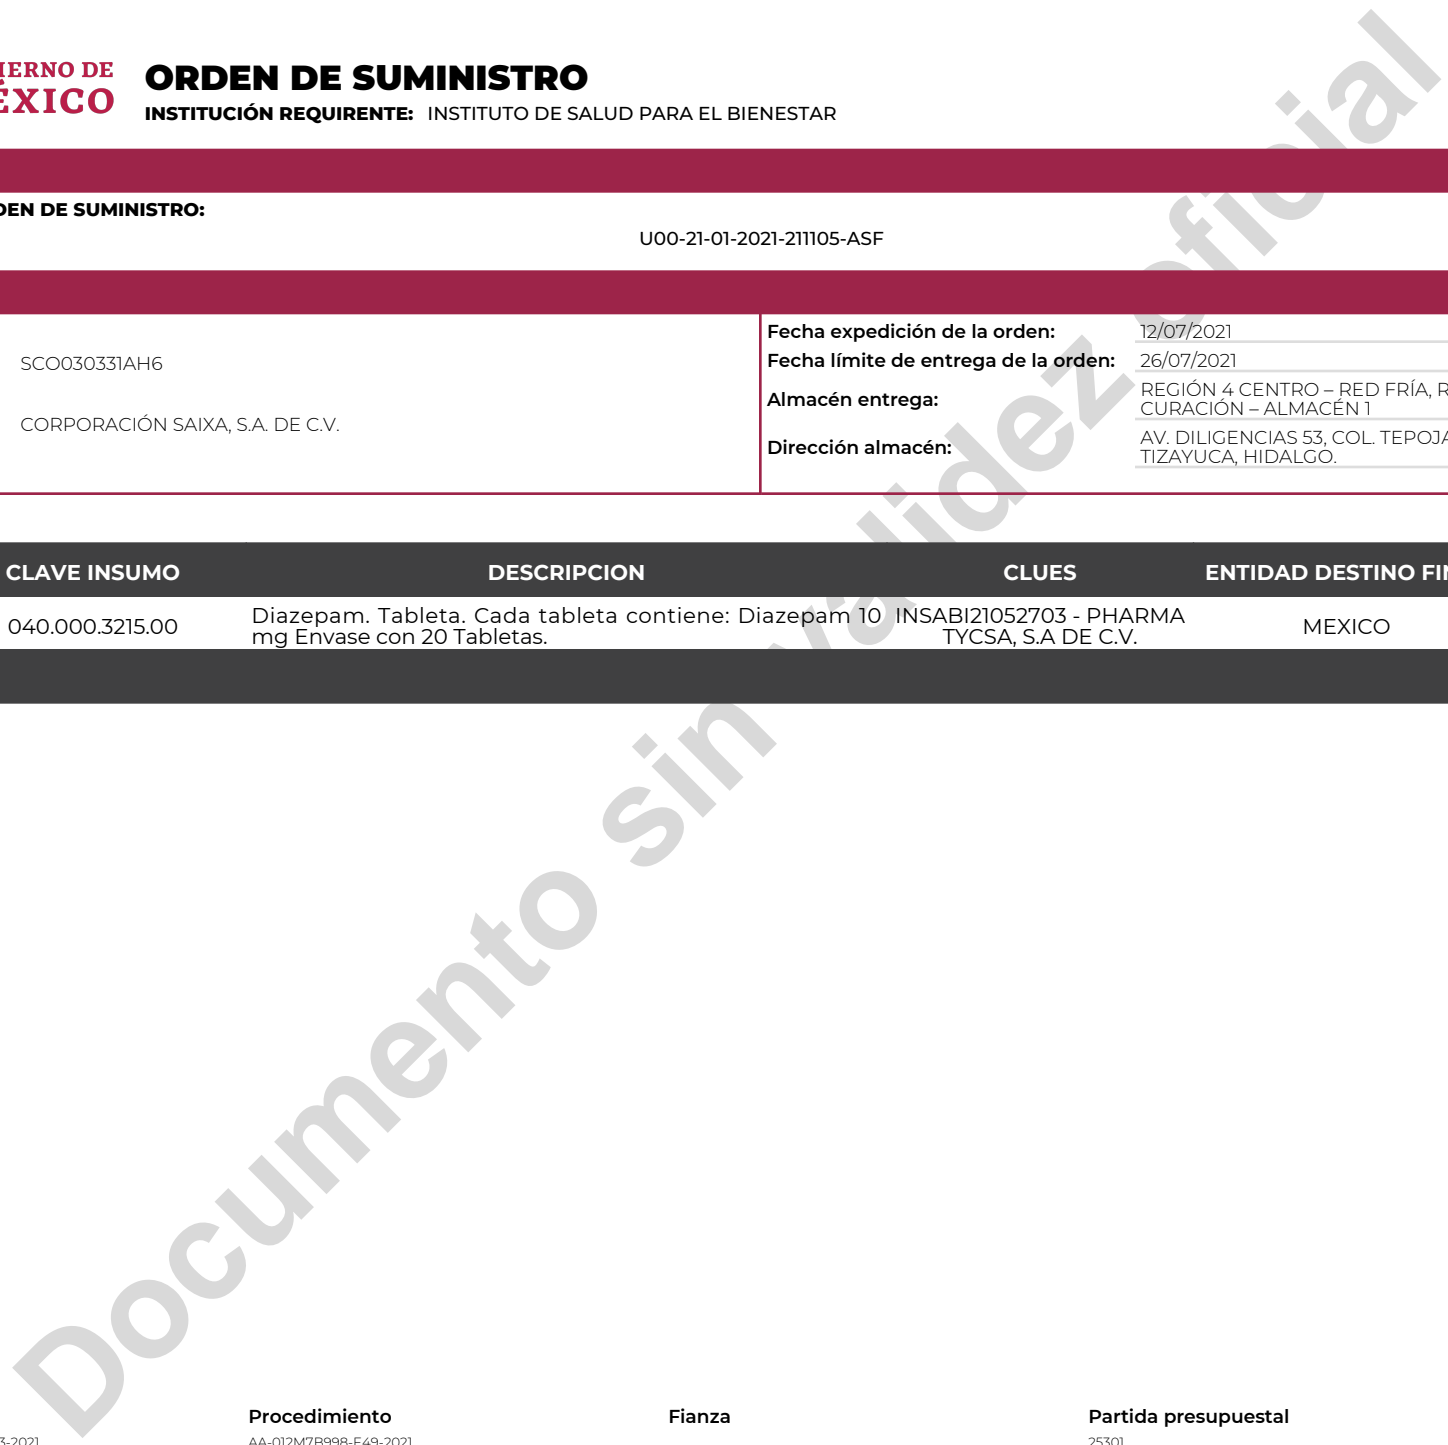 IERNO DE
ÉXICO
ORDEN DE SUMINISTRO
INSTITUCIÓN REQUIRENTE: INSTITUTO DE SALUD PARA EL BIENESTAR
DEN DE SUMINISTRO:
U00-21-01-2021-211105-ASF
SCO030331AH6
CORPORACIÓN SAIXA, S.A. DE C.V.
Fecha expedición de la orden: 12/07/2021
Fecha límite de entrega de la orden: 26/07/2021
Almacén entrega: REGIÓN 4 CENTRO – RED FRÍA, R
CURACIÓN – ALMACÉN 1
Dirección almacén: AV. DILIGENCIAS 53, COL. TEPOJA
TIZAYUCA, HIDALGO.
CLAVE INSUMO DESCRIPCION CLUES ENTIDAD DESTINO FIN
040.000.3215.00 Diazepam. Tableta. Cada tableta contiene: Diazepam 10 mg Envase con 20 Tabletas. INSABI21052703 - PHARMA TYCSA, S.A DE C.V. MEXICO
Documento sin validez oficial
Procedimiento Fianza Partida presupuestal
3-2021 AA-012M7B998-E49-2021 25301